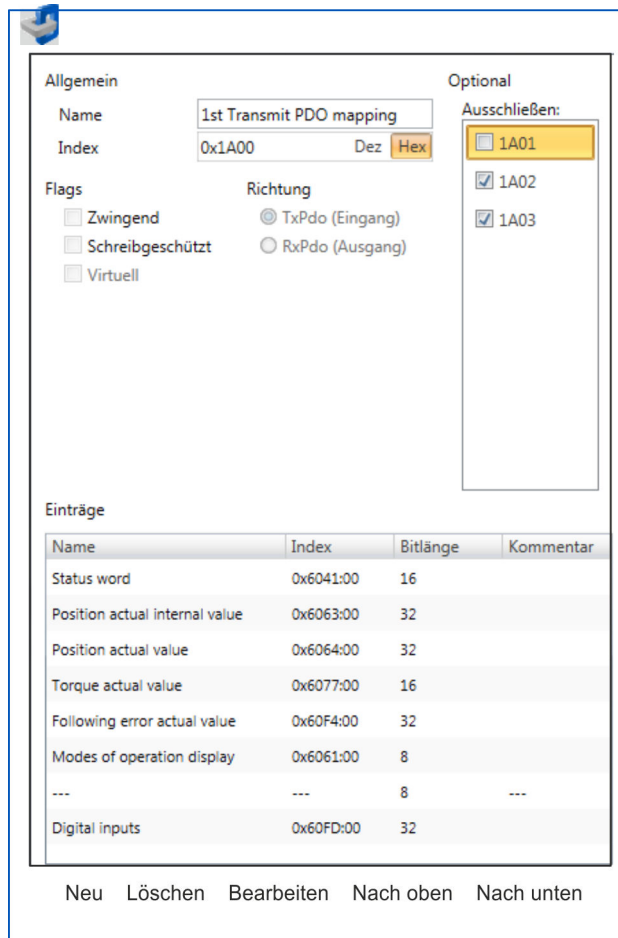 Allgemein
Name 1st Transmit PDO mapping
Index 0x1A00 Dez Hex
Flags
Zwingend
Schreibgeschützt
Virtuell
Richtung
TxPdo (Eingang)
RxPdo (Ausgang)
Optional
Ausschließen:
1A01
1A02
1A03
Einträge
Name Index Bitlänge Kommentar
Status word 0x6041:00 16
Position actual internal value 0x6063:00 32
Position actual value 0x6064:00 32
Torque actual value 0x6077:00 16
Following error actual value 0x60F4:00 32
Modes of operation display 0x6061:00 8
--- --- 8 ---
Digital inputs 0x60FD:00 32
Neu Löschen Bearbeiten Nach oben Nach unten